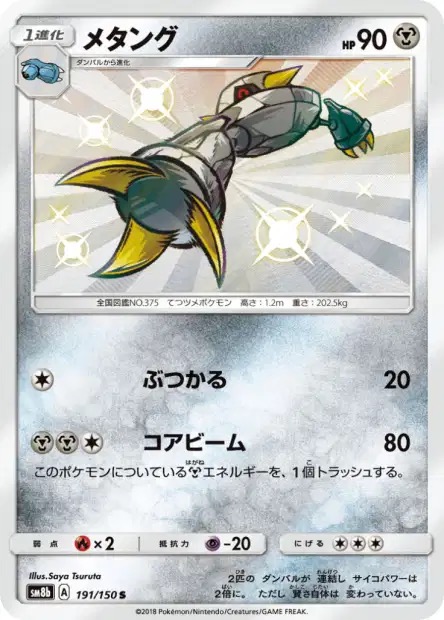 1進化 メタング HP 90
ダンバルから進化
全国図鑑NO.375 てつツメポケモン 高さ：1.2m 重さ：202.5kg
ぶつかる 20
コアビーム 80
このポケモンについている鋼エネルギーを、1個トラッシュする。
弱点 ×2 抵抗力 -20 にげる
Illus.Saya Tsuruta
sm8b A 191/150 S
2匹の ダンバルが 連結し サイコパワーは
2倍に。 ただし 賢さ自体は 変わっていない。
©2018 Pokémon/Nintendo/Creatures/GAME FREAK.